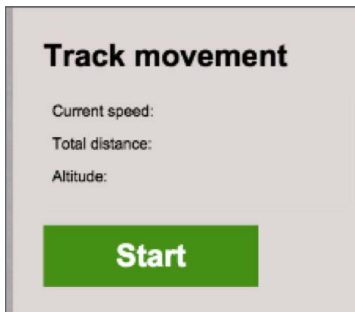 Track movement
Current speed:
Total distance:
Altitude:
Start